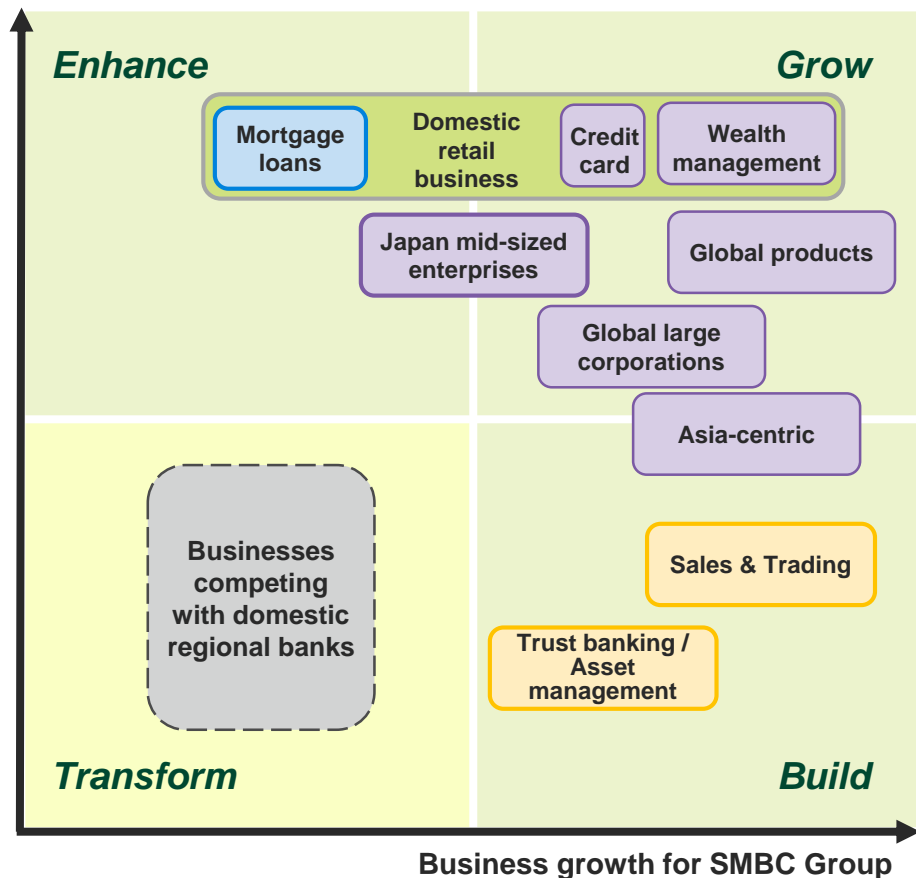 Enhance
Grow
Mortgage
loans
Domestic
retail
business
Credit
card
Wealth
management
Japan mid-sized
enterprises
Global products
Global large
corporations
Asia-centric
Businesses
competing
with domestic
regional banks
Sales & Trading
Trust banking /
Asset
management
Transform
Build
Business growth for SMBC Group